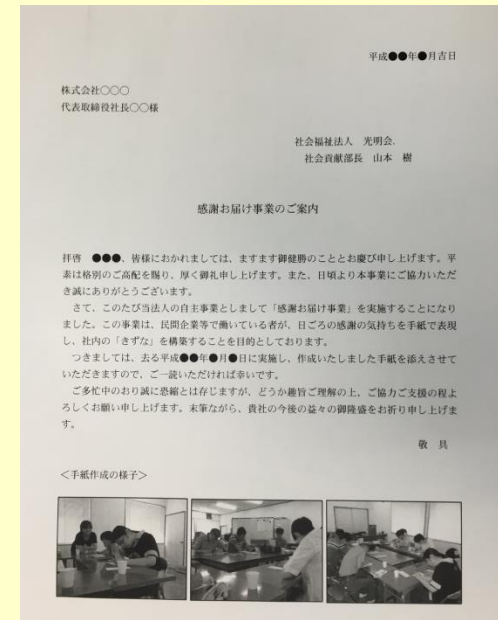 平成●●年●月吉日
株式会社○○○
代表取締役社長○○様
社会福祉法人　光明会.
社会貢献部長　山本　樹
感謝お届け事業のご案内
拝啓　●●●、皆様におかれましては、ますます御健勝のこととお慶び申し上げます。平
素は格別のご高配を賜り、厚く御礼申し上げます。また、日頃より本事業にご協力いただ
き誠にありがとうございます。
さて、このたび当法人の自主事業としまして「感謝お届け事業」を実施することになり
ました。この事業は、民間企業等で働いている者が、日ごろの感謝の気持ちを手紙で表現
し、社内の「きずな」を構築することを目的としております。
つきましては、去る平成●●年●月●日に実施し、作成いたしました手紙を添えさせて
いただきますので、ご一読いただければ幸いです。
ご多忙中のおり誠に恐縮とは存じますが、どうか趣旨ご理解の上、ご協力ご支援の程よ
ろしくお願い申し上げます。末筆ながら、貴社の今後の益々の御隆盛をお祈り申し上げま
す。
敬　具
＜手紙作成の様子＞